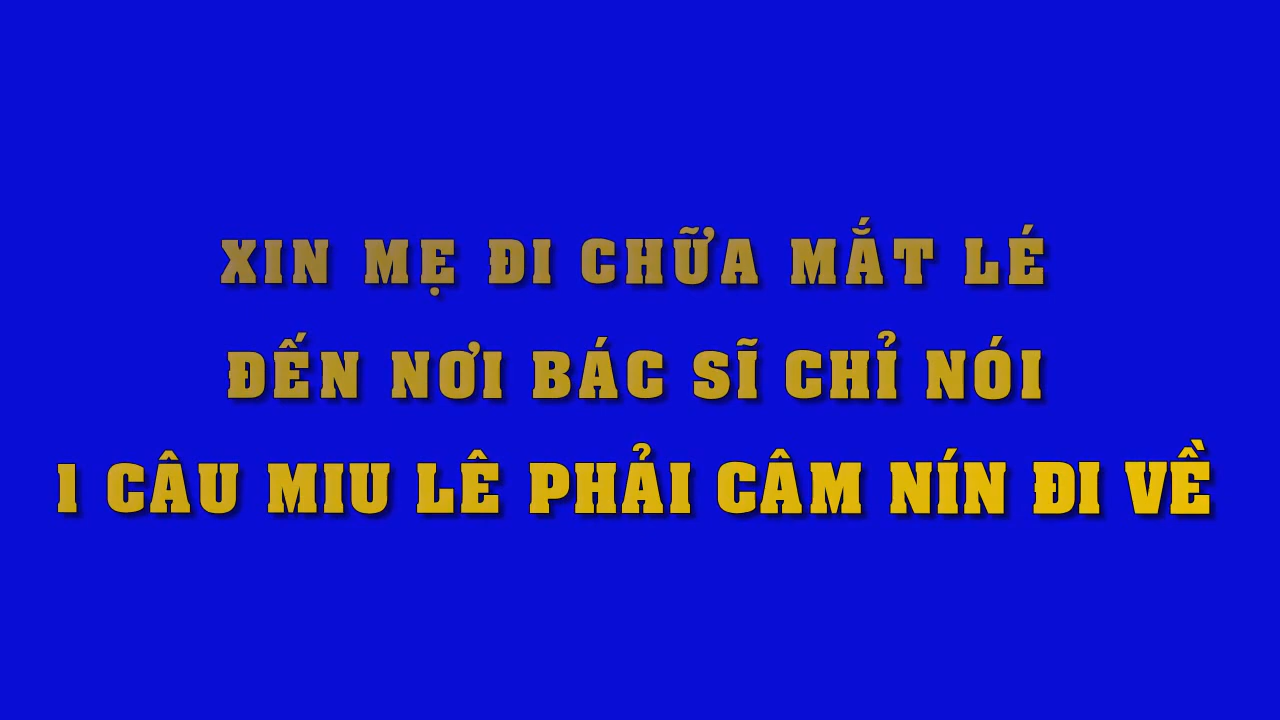 XIN MẸ ĐI CHỮA MẮT LÉ
ĐẾN NƠI BÁC SĨ CHỈ NÓI
1 CÂU MIU LÊ PHẢI CÂM NÍN ĐI VỀ